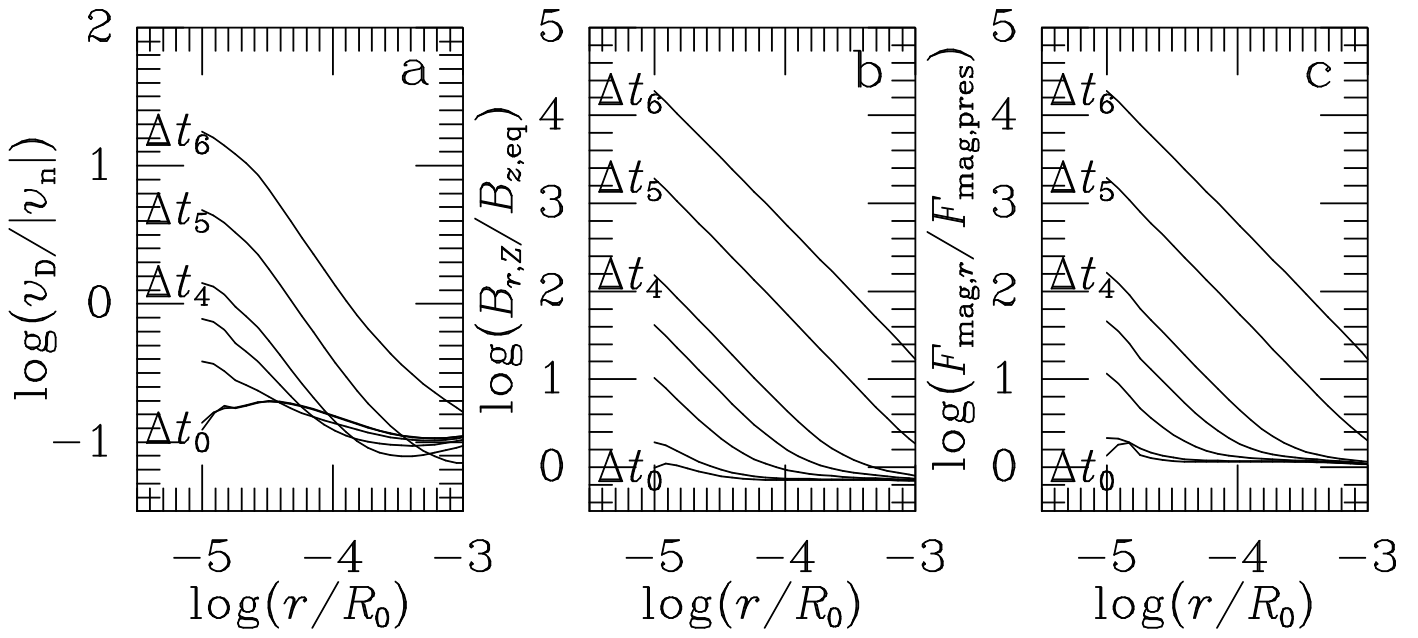 log(v_D/|v_n|)
2
1
0
−1
a
Δt_6
Δt_5
Δt_4
Δt_0
−5 −4 −3
log(r/R_0)
log(B_{r,Z}/B_{z,eq})
5
4
3
2
1
0
b
Δt_6
Δt_5
Δt_4
Δt_0
−5 −4 −3
log(r/R_0)
log(F_{mag,r}/F_{mag,pres})
5
4
3
2
1
0
c
Δt_6
Δt_5
Δt_4
Δt_0
−5 −4 −3
log(r/R_0)